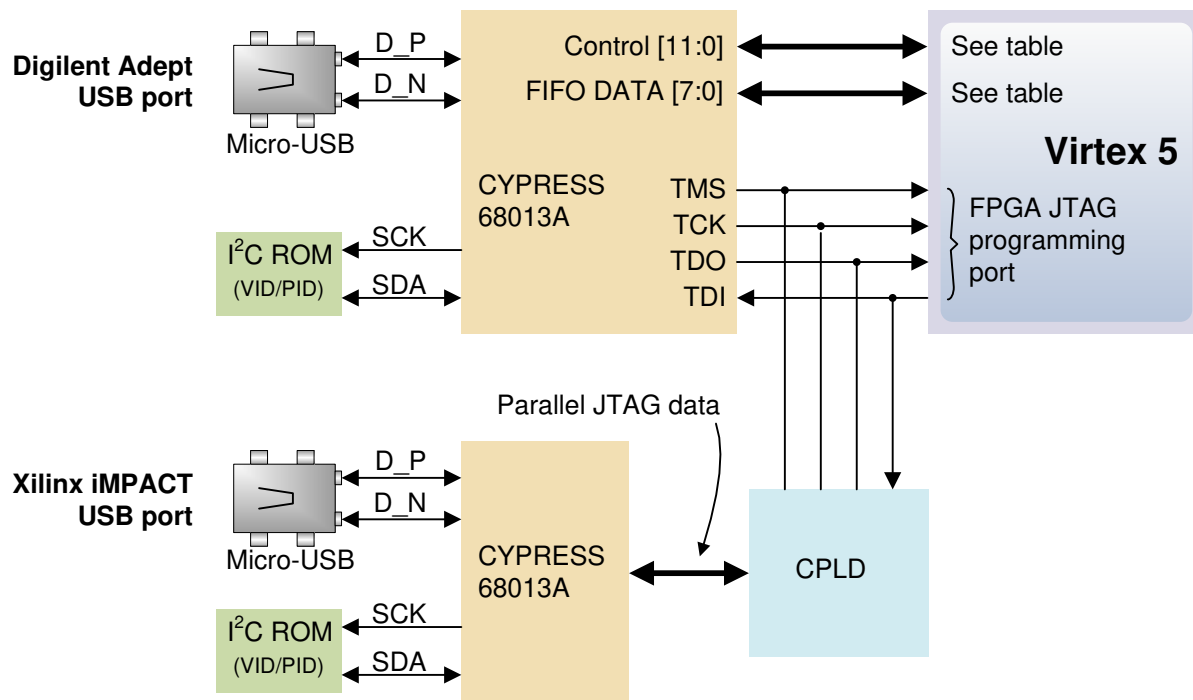 Digilent Adept
USB port
Micro-USB
D_P
D_N
I²C ROM
(VID/PID)
SCK
SDA
CYPRESS
68013A
Control [11:0]
FIFO DATA [7:0]
TMS
TCK
TDO
TDI
See table
See table
Virtex 5
FPGA JTAG
programming
port
Parallel JTAG data
Xilinx iMPACT
USB port
Micro-USB
D_P
D_N
I²C ROM
(VID/PID)
SCK
SDA
CYPRESS
68013A
CPLD